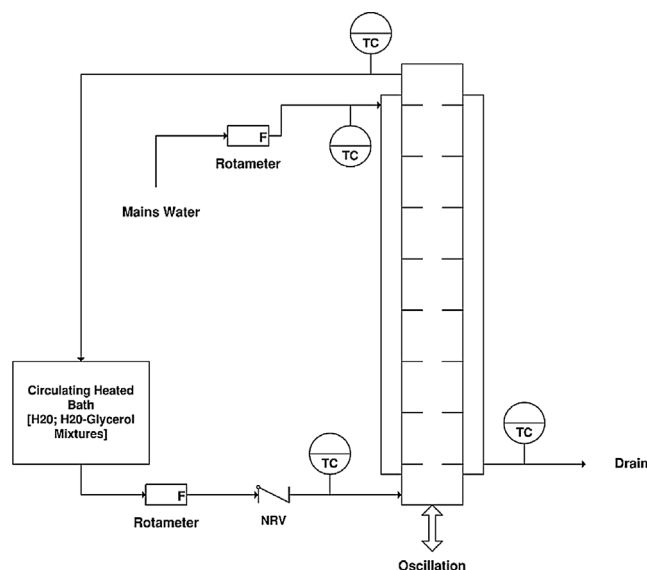 TC
F
TC
Rotameter
Mains Water
Circulating Heated
Bath
[H20; H20-Glycerol
Mixtures]
TC
TC
Drain
F
Rotameter
NRV
Oscillation